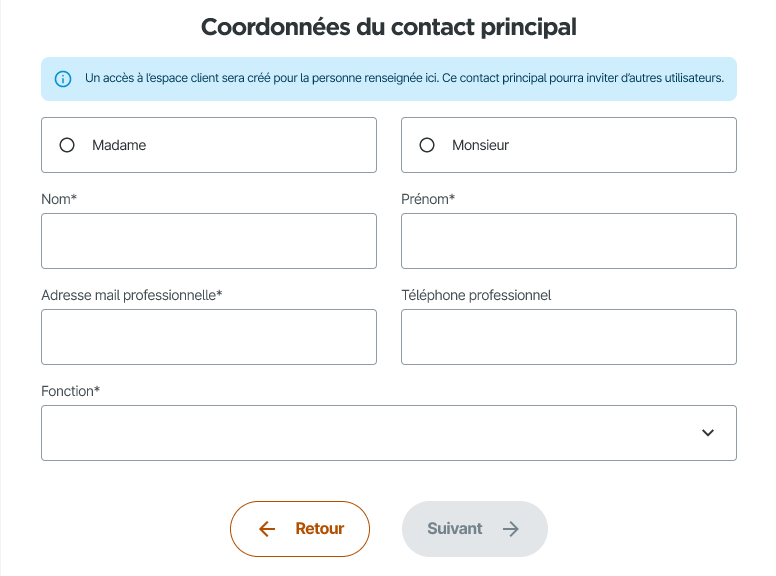 Coordonnées du contact principal
Un accès à l'espace client sera créé pour la personne renseignée ici. Ce contact principal pourra inviter d'autres utilisateurs.
Madame
Monsieur
Nom*
Prénom*
Adresse mail professionnelle*
Téléphone professionnel
Fonction*
Retour
Suivant